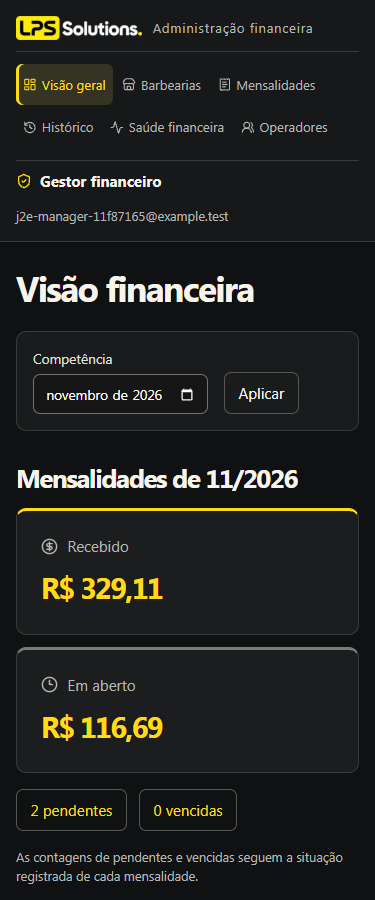 LPS Solutions. Administração financeira
Visão geral Barbearias Mensalidades
Histórico Saúde financeira Operadores
Gestor financeiro
j2e-manager-11f87165@example.test
Visão financeira
Competência
novembro de 2026 Aplicar
Mensalidades de 11/2026
Recebido
R$ 329,11
Em aberto
R$ 116,69
2 pendentes 0 vencidas
As contagens de pendentes e vencidas seguem a situação
registrada de cada mensalidade.